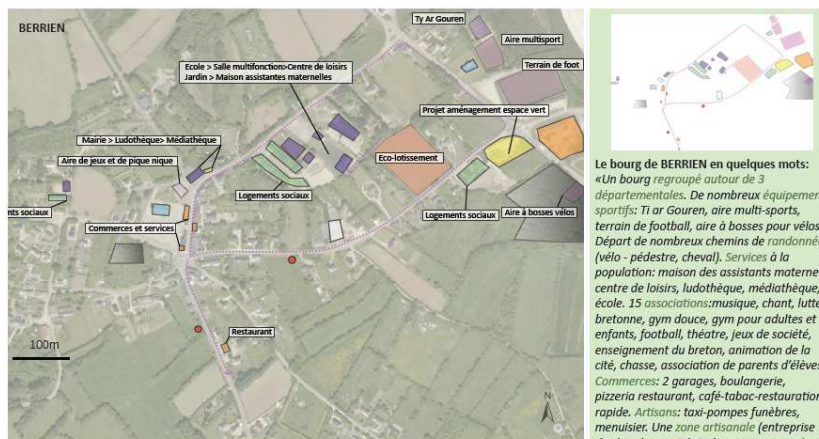 BERRIEN
Ty Ar Gouren
Aire multisport
Terrain de foot
Ecole > Salle multifonction>Centre de loisirs
Jardin > Maison assistantes maternelles
Projet aménagement espace vert
Mairie > Ludothèque> Médiathèque
Aire de jeux et de pique nique
Eco-lotissement
Logements sociaux
nts sociaux
Logements sociaux
Aire à bosses vélos
Commerces et services
Restaurant
100m
N
Le bourg de BERRIEN en quelques mots:
«Un bourg regroupé autour de 3
départementales. De nombreux équipemen
sportifs: Ti ar Gouren, aire multi-sports,
terrain de football, aire à bosses pour vélos
Départ de nombreux chemins de randonné
(vélo - pédestre, cheval). Services à la
population: maison des assistants materne
centre de loisirs, ludothèque, médiathèque,
école. 15 associations:musique, chant, lutte
bretonne, gym douce, gym pour adultes et
enfants, football, théatre, jeux de société,
enseignement du breton, animation de la
cité, chasse, association de parents d'élève
Commerces: 2 garages, boulangerie,
pizzeria restaurant, café-tabac-restauration
rapide. Artisans: taxi-pompes funèbres,
menuisier. Une zone artisanale (entreprise